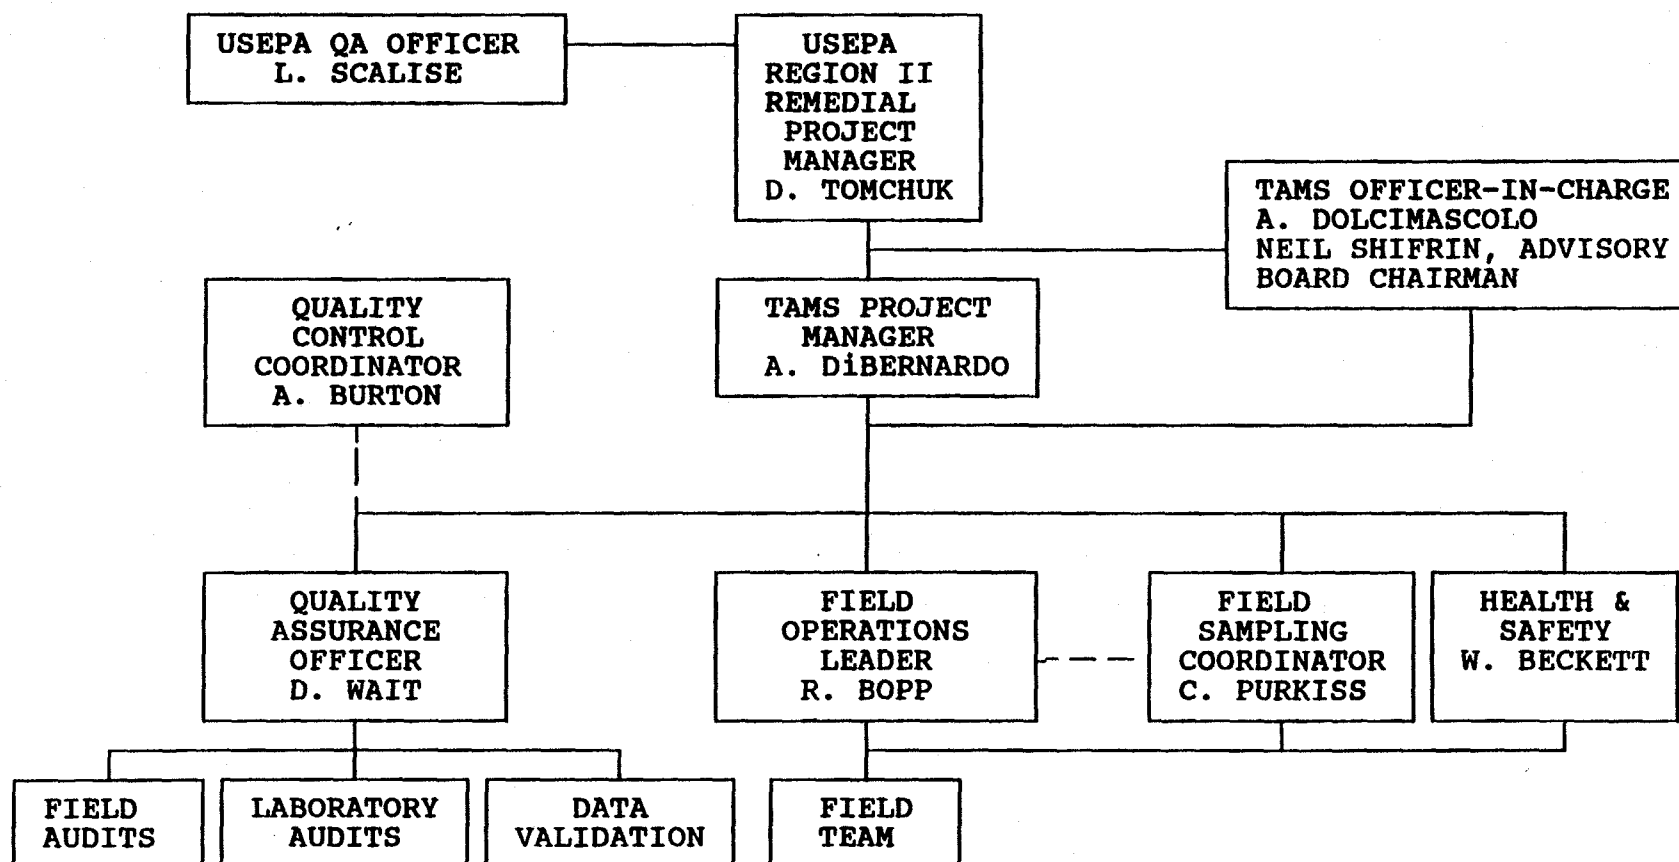 USEPA QA OFFICER
L. SCALISE
USEPA
REGION II
REMEDIAL
PROJECT
MANAGER
D. TOMCHUK
TAMS OFFICER-IN-CHARGE
A. DOLCIMASCOLO
NEIL SHIFRIN, ADVISORY
BOARD CHAIRMAN
QUALITY
CONTROL
COORDINATOR
A. BURTON
TAMS PROJECT
MANAGER
A. DiBERNARDO
QUALITY
ASSURANCE
OFFICER
D. WAIT
FIELD
OPERATIONS
LEADER
R. BOPP
FIELD
SAMPLING
COORDINATOR
C. PURKISS
HEALTH &
SAFETY
W. BECKETT
FIELD
AUDITS
LABORATORY
AUDITS
DATA
VALIDATION
FIELD
TEAM